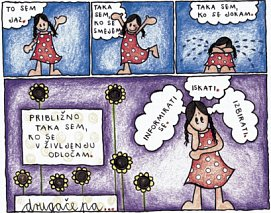 TO SEM
JAZ.
TAKA SEM,
KO SE
SMEJEM.
TAKA SEM,
KO SE JOKAM.
PRIBLIŽNO
TAKA SEM,
KO SE
V ŽIVLJENJU
ODLOČAM.
INFORMIRATI
SE.
ISKATI.
IZBIRATI.
drugače pa...